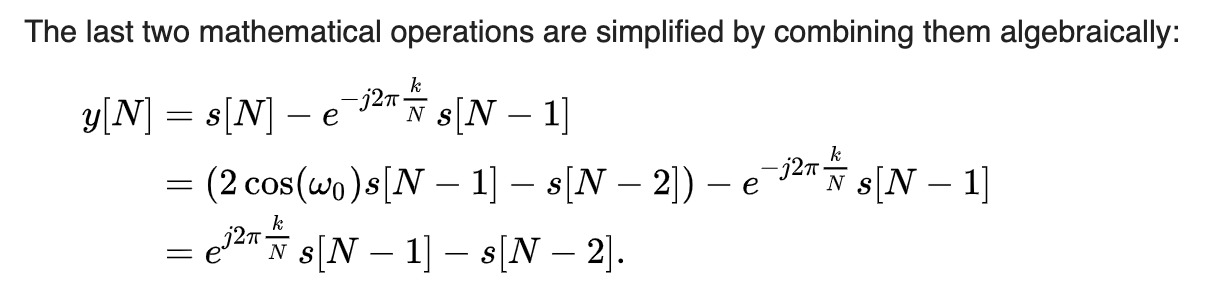 The last two mathematical operations are simplified by combining them algebraically:
y[N] = s[N] − e^{−j2π k/N} s[N − 1]
= (2 cos(ω₀)s[N − 1] − s[N − 2]) − e^{−j2π k/N} s[N − 1]
= e^{j2π k/N} s[N − 1] − s[N − 2].